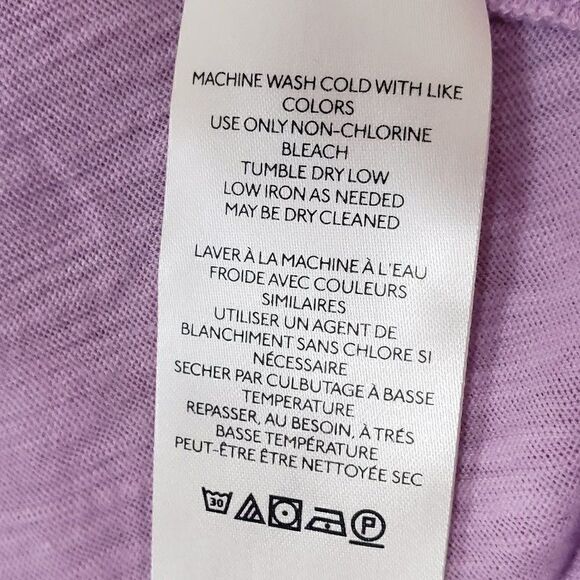 MACHINE WASH COLD WITH LIKE
COLORS
USE ONLY NON-CHLORINE
BLEACH
TUMBLE DRY LOW
LOW IRON AS NEEDED
MAY BE DRY CLEANED
LAVER À LA MACHINE À L'EAU
FROIDE AVEC COULEURS
SIMILAIRES
UTILISER UN AGENT DE
BLANCHIMENT SANS CHLORE SI
NÉCESSAIRE
SECHER PAR CULBUTAGE À BASSE
TEMPERATURE
REPASSER, AU BESOIN, À TRÉS
BASSE TEMPÉRATURE
PEUT-ÊTRE ÊTRE NETTOYÉE SEC
30 P